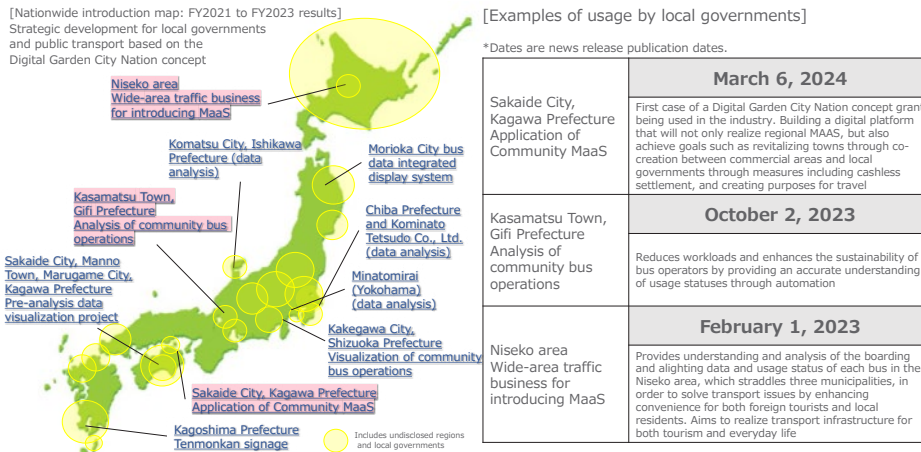 [Nationwide introduction map: FY2021 to FY2023 results]
Strategic development for local governments
and public transport based on the
Digital Garden City Nation concept
Niseko area
Wide-area traffic business
for introducing MaaS
Komatsu City, Ishikawa
Prefecture (data
analysis)
Morioka City bus
data integrated
display system
Kasamatsu Town,
Gifi Prefecture
Analysis of community bus
operations
Chiba Prefecture
and Kominato
Tetsudo Co., Ltd.
(data analysis)
Sakaide City, Manno
Town, Marugame City,
Kagawa Prefecture
Pre-analysis data
visualization project
Minatomirai
(Yokohama)
(data analysis)
Kakegawa City,
Shizuoka Prefecture
Visualization of community
bus operations
Sakaide City, Kagawa Prefecture
Application of Community MaaS
Kagoshima Prefecture
Tenmonkan signage
Includes undisclosed regions
and local governments
[Examples of usage by local governments]
*Dates are news release publication dates.
Sakaide City,
Kagawa Prefecture
Application of
Community MaaS
March 6, 2024
First case of a Digital Garden City Nation concept grant
being used in the industry. Building a digital platform
that will not only realize regional MAAS, but also
achieve goals such as revitalizing towns through co-
creation between commercial areas and local
governments through measures including cashless
settlement, and creating purposes for travel
Kasamatsu Town,
Gifi Prefecture
Analysis of
community bus
operations
October 2, 2023
Reduces workloads and enhances the sustainability of
bus operators by providing an accurate understanding
of usage statuses through automation
Niseko area
Wide-area traffic
business for
introducing MaaS
February 1, 2023
Provides understanding and analysis of the boarding
and alighting data and usage status of each bus in the
Niseko area, which straddles three municipalities, in
order to solve transport issues by enhancing
convenience for both foreign tourists and local
residents. Aims to realize transport infrastructure for
both tourism and everyday life